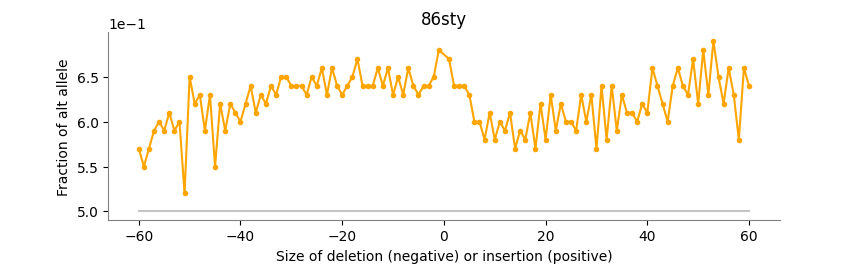 86sty
1e−1
Fraction of alt allele
6.5
6.0
5.5
5.0
−60 −40 −20 0 20 40 60
Size of deletion (negative) or insertion (positive)